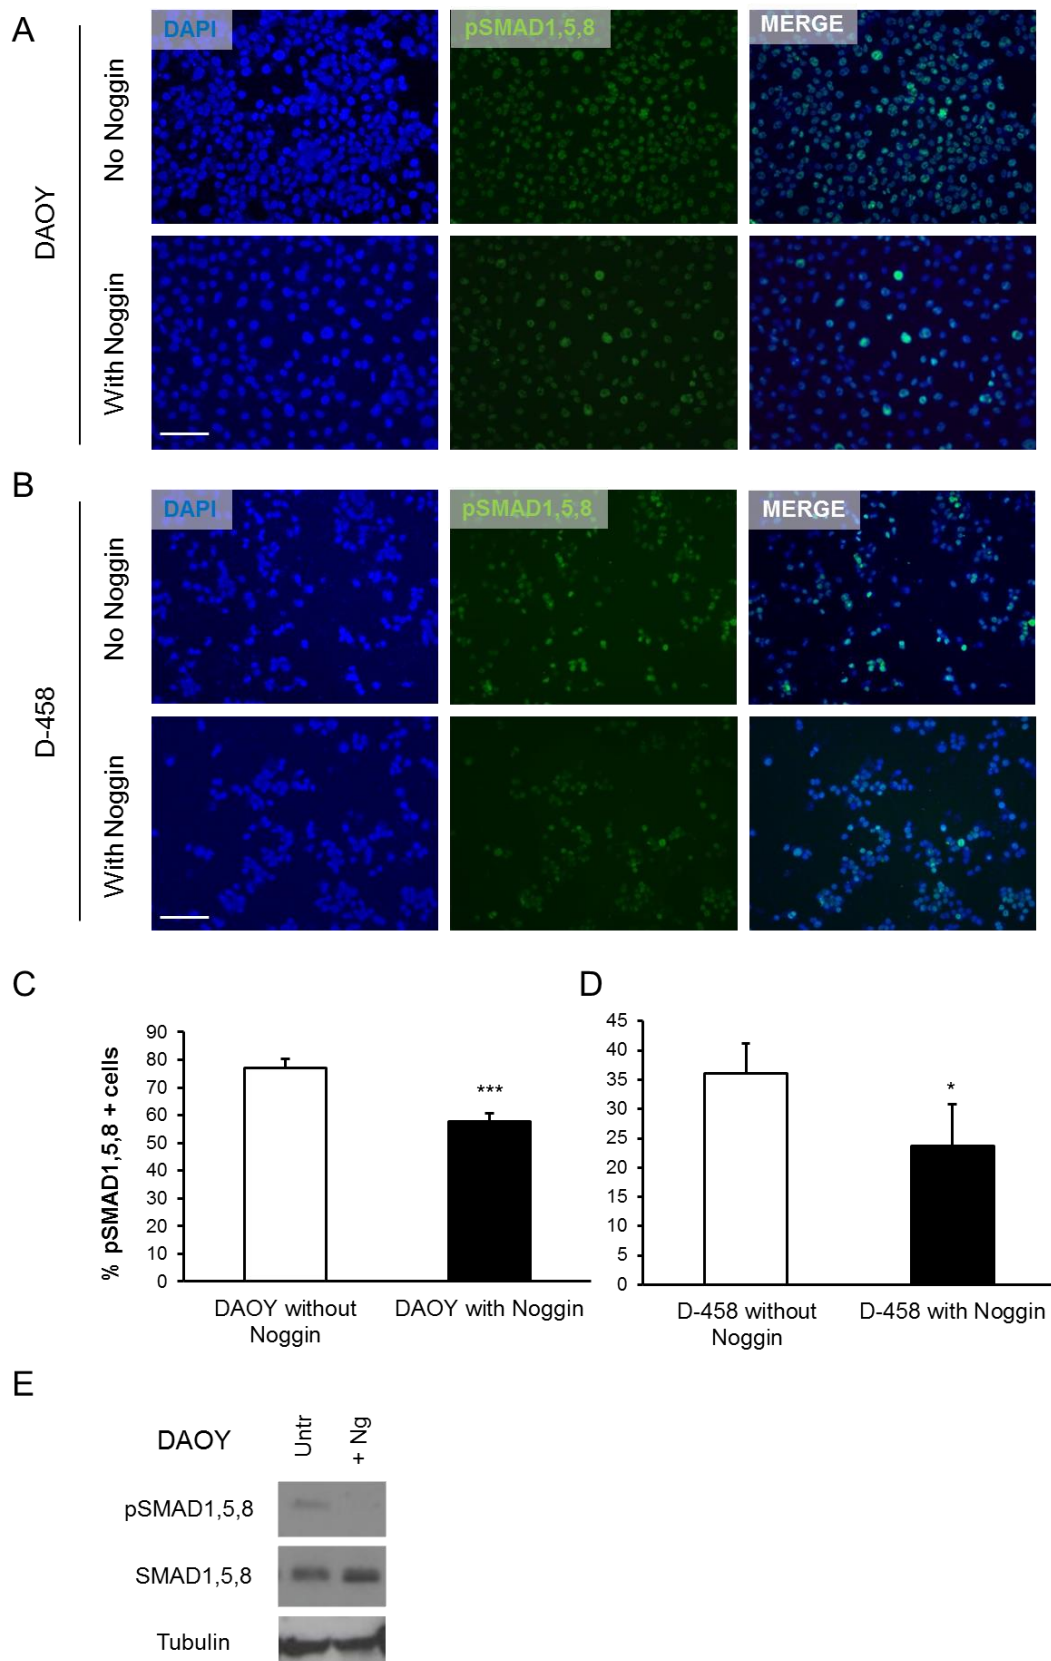 A
DAOY
No Noggin
DAPI
pSMAD1,5,8
MERGE
With Noggin
B
D-458
No Noggin
DAPI
pSMAD1,5,8
MERGE
With Noggin
C
% pSMAD1,5,8 + cells
90
80
70
60
50
40
30
20
10
0
***
DAOY without
Noggin
DAOY with Noggin
D
45
40
35
30
25
20
15
10
5
0
*
D-458 without
Noggin
D-458 with Noggin
E
DAOY
Untr
+ Ng
pSMAD1,5,8
SMAD1,5,8
Tubulin